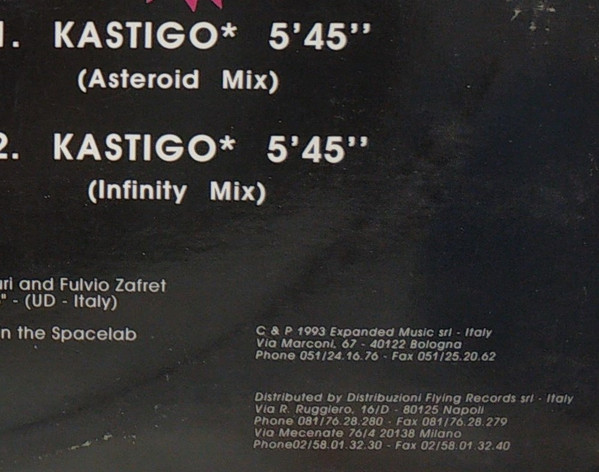 1. KASTIGO* 5'45''
(Asteroid Mix)
2. KASTIGO* 5'45''
(Infinity Mix)
and Fulvio Zafret
" - (UD - Italy)
the Spacelab
C & P 1993 Expanded Music srl - Italy
Via Marconi, 67 - 40122 Bologna
Phone 051/24.16.76 - Fax 051/25.20.62
Distributed by Distribuzioni Flying Records srl - Italy
Via R. Ruggiero, 16/D - 80125 Napoli
Phone 081/76.28.280 - Fax 081/76.28.279
Via Mecenate 76/4 20138 Milano
Phone02/58.01.32.30 - Fax 02/58.01.32.40